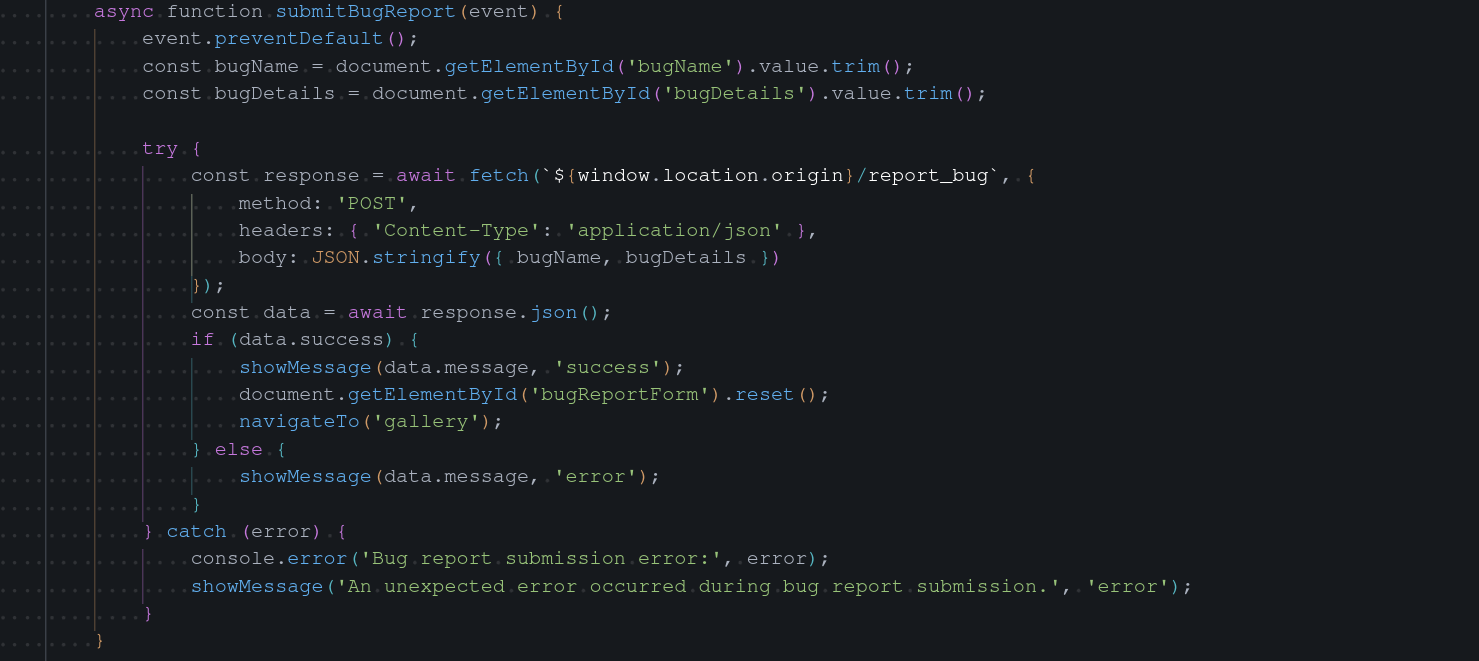 async function submitBugReport(event) {
event.preventDefault();
const bugName = document.getElementById('bugName').value.trim();
const bugDetails = document.getElementById('bugDetails').value.trim();
try {
const response = await fetch(`${window.location.origin}/report_bug`, {
method: 'POST',
headers: { 'Content-Type': 'application/json' },
body: JSON.stringify({ bugName, bugDetails })
});
const data = await response.json();
if (data.success) {
showMessage(data.message, 'success');
document.getElementById('bugReportForm').reset();
navigateTo('gallery');
} else {
showMessage(data.message, 'error');
}
} catch (error) {
console.error('Bug report submission error:', error);
showMessage('An unexpected error occurred during bug report submission.', 'error');
}
}